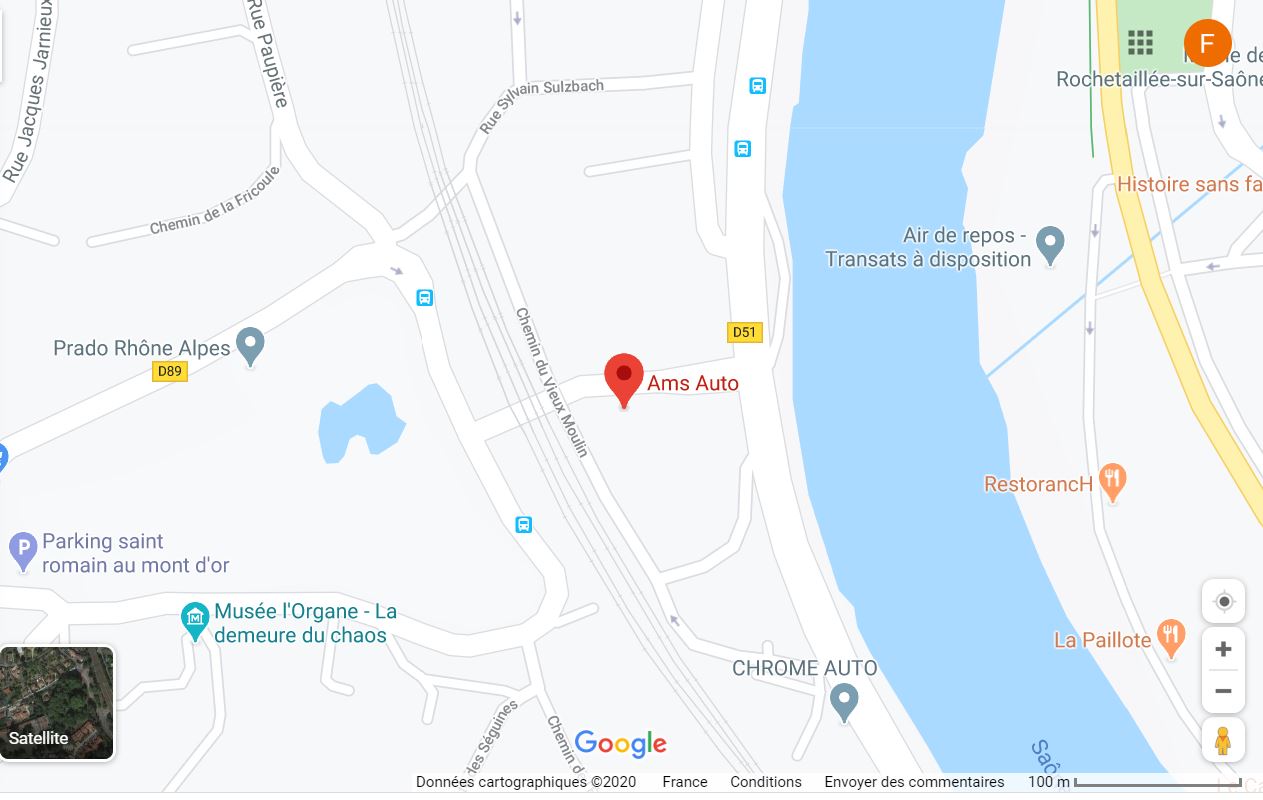 Rue Jacques Jarnieux
Rue Paupière
F
Rochetaillée-sur-Saône
Rue Sylvain Sulzbach
Chemin de la Fricoule
Histoire sans fa
Air de repos -
Transats à disposition
Chemin du Vieux Moulin
D51
Prado Rhône Alpes
D89
Ams Auto
RestorancH
P
Parking saint
romain au mont d'or
M
Musée l'Organe - La
demeure du chaos
La Paillote
CHROME AUTO
des Séguines
Chemin d
Satellite
Google
Saô
Données cartographiques ©2020 France Conditions Envoyer des commentaires 100 m